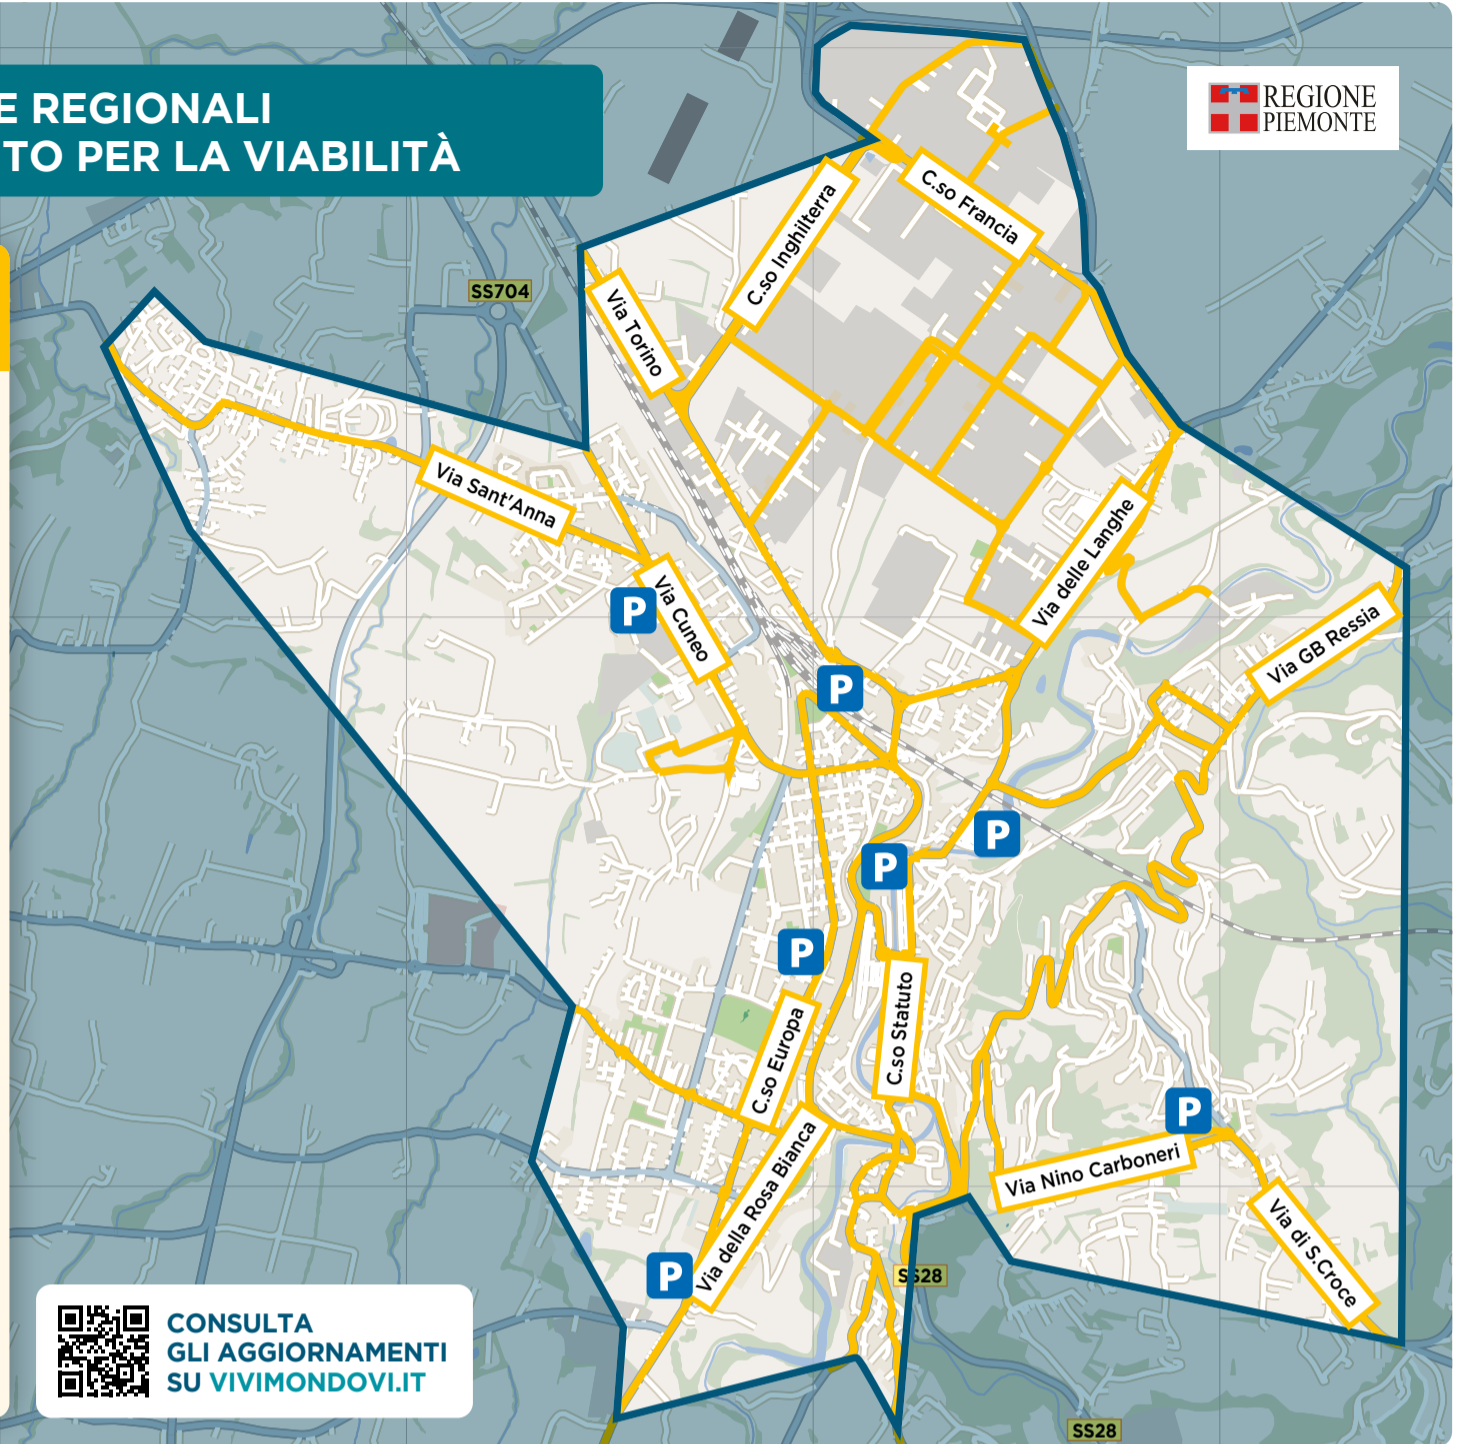 E REGIONALI
TO PER LA VIABILITÀ
REGIONE
PIEMONTE
C.so Francia
C.so Inghilterra
SS704
Via Torino
Via Sant'Anna
Via delle Langhe
Via Cuneo
P
Via GB Ressia
P
P
P
P
C.so Statuto
C.so Europa
P
Via Nino Carboneri
Via della Rosa Bianca
Via di S.Croce
P
SS28
CONSULTA
GLI AGGIORNAMENTI
SU VIVIMONDOVI.IT
SS28